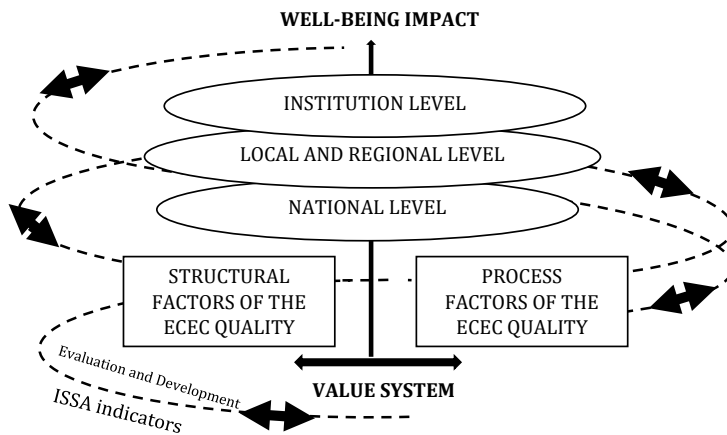 WELL-BEING IMPACT
INSTITUTION LEVEL
LOCAL AND REGIONAL LEVEL
NATIONAL LEVEL
STRUCTURAL
FACTORS OF THE
ECEC QUALITY
PROCESS
FACTORS OF THE
ECEC QUALITY
Evaluation and Development
ISSA indicators
VALUE SYSTEM